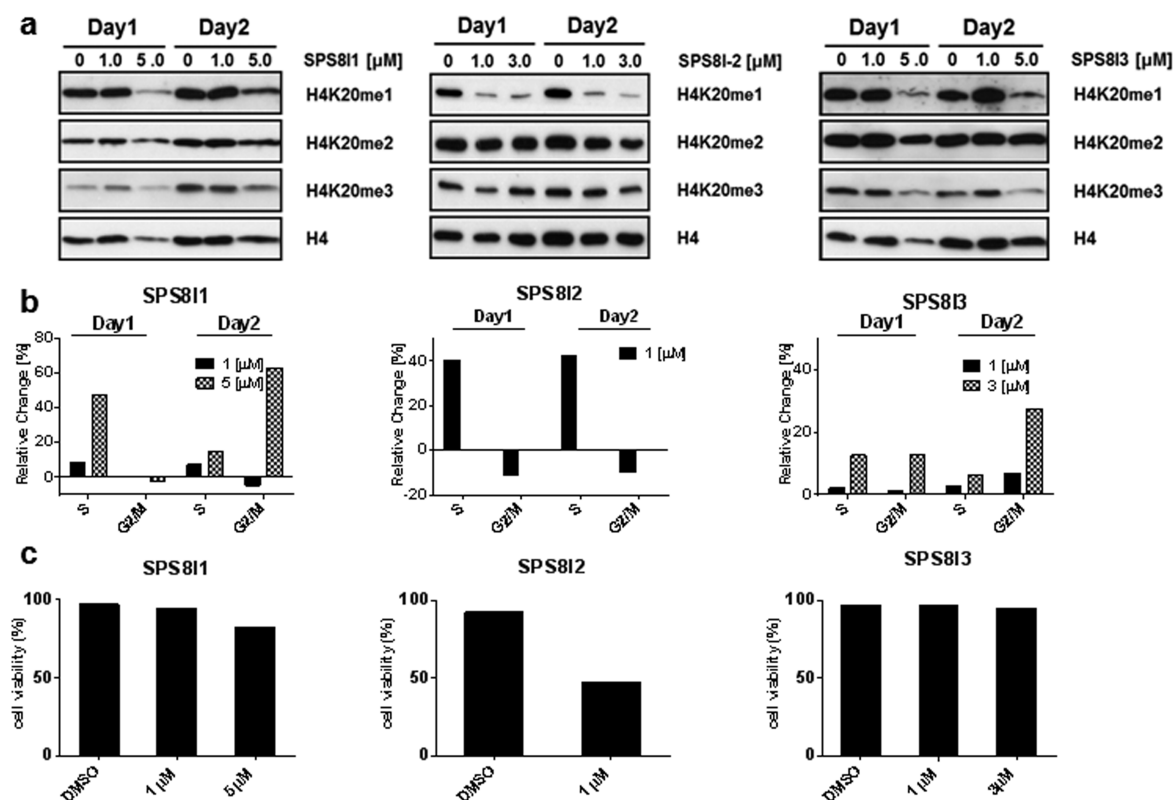 a
Day1 Day2
0 1.0 5.0 0 1.0 5.0 SPS8I1 [µM]
H4K20me1
H4K20me2
H4K20me3
H4
Day1 Day2
0 1.0 3.0 0 1.0 3.0 SPS8I-2 [µM]
H4K20me1
H4K20me2
H4K20me3
H4
Day1 Day2
0 1.0 5.0 0 1.0 5.0 SPS8I3 [µM]
H4K20me1
H4K20me2
H4K20me3
H4
b
SPS8I1
Day1 Day2
1 [µM]
5 [µM]
Relative Change [%]
80
60
40
20
0
S G2/M S G2/M
SPS8I2
Day1 Day2
1 [µM]
Relative Change [%]
40
20
0
-20
S G2/M S G2/M
SPS8I3
Day1 Day2
1 [µM]
3 [µM]
Relative Change [%]
40
20
0
S G2/M S G2/M
c
SPS8I1
cell viability (%)
100
50
0
DMSO 1 µM 5 µM
SPS8I2
cell viability (%)
100
50
0
DMSO 1 µM
SPS8I3
cell viability (%)
100
50
0
DMSO 1 µM 3µM